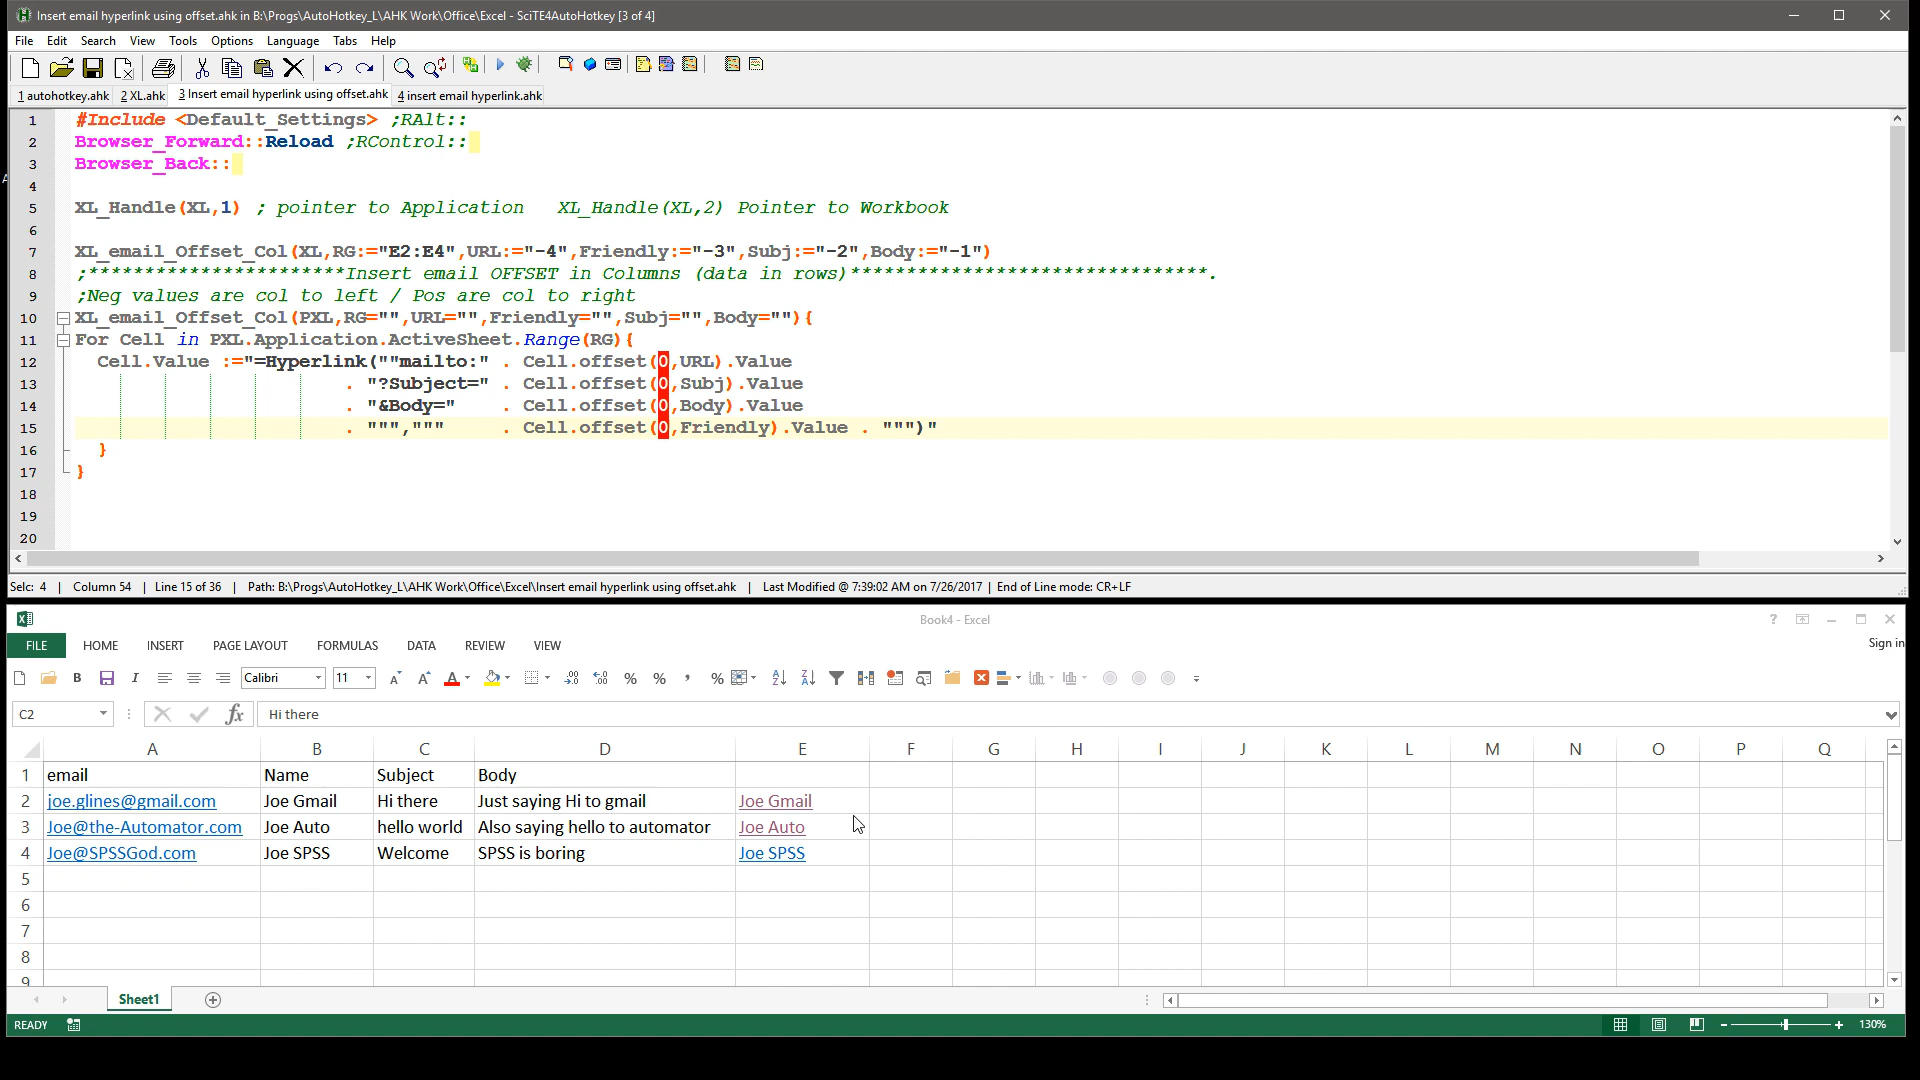 Insert email hyperlink using offset.ahk in B:\Progs\AutoHotkey_L\AHK Work\Office\Excel - SciTE4AutoHotkey [3 of 4]
File Edit Search View Tools Options Language Tabs Help
1 autohotkey.ahk 2 XL.ahk 3 Insert email hyperlink using offset.ahk 4 insert email hyperlink.ahk
1 #Include <Default_Settings> ;RAlt::
2 Browser_Forward::Reload ;RControl::
3 Browser_Back::
4
5 XL_Handle(XL,1) ; pointer to Application   XL_Handle(XL,2) Pointer to Workbook
6
7 XL_email_Offset_Col(XL,RG:="E2:E4",URL:="-4",Friendly:="-3",Subj:="-2",Body:="-1")
8 ;***********************Insert email OFFSET in Columns (data in rows)********************************.
9 ;Neg values are col to left / Pos are col to right
10 XL_email_Offset_Col(PXL,RG="",URL="",Friendly="",Subj="",Body=""){
11 For Cell in PXL.Application.ActiveSheet.Range(RG){
12 Cell.Value :="=Hyperlink(""mailto:" . Cell.offset(0,URL).Value
13 . "?Subject=" . Cell.offset(0,Subj).Value
14 . "&Body=" . Cell.offset(0,Body).Value
15 . """,""" . Cell.offset(0,Friendly).Value . """)"
16 }
17 }
18
19
20
Selc: 4 | Column 54 | Line 15 of 36 | Path: B:\Progs\AutoHotkey_L\AHK Work\Office\Excel\Insert email hyperlink using offset.ahk | Last Modified @ 7:39:02 AM on 7/26/2017 | End of Line mode: CR+LF
Book4 - Excel
FILE HOME INSERT PAGE LAYOUT FORMULAS DATA REVIEW VIEW Sign in
Calibri 11
C2 fx Hi there
A B C D E F G H I J K L M N O P Q
1 email Name Subject Body
2 joe.glines@gmail.com Joe Gmail Hi there Just saying Hi to gmail Joe Gmail
3 Joe@the-Automator.com Joe Auto hello world Also saying hello to automator Joe Auto
4 Joe@SPSSGod.com Joe SPSS Welcome SPSS is boring Joe SPSS
5
6
7
8
9
Sheet1
READY 130%